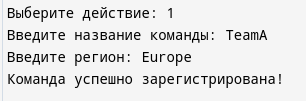 Выберите действие: 1
Введите название команды: TeamA
Введите регион: Europe
Команда успешно зарегистрирована!